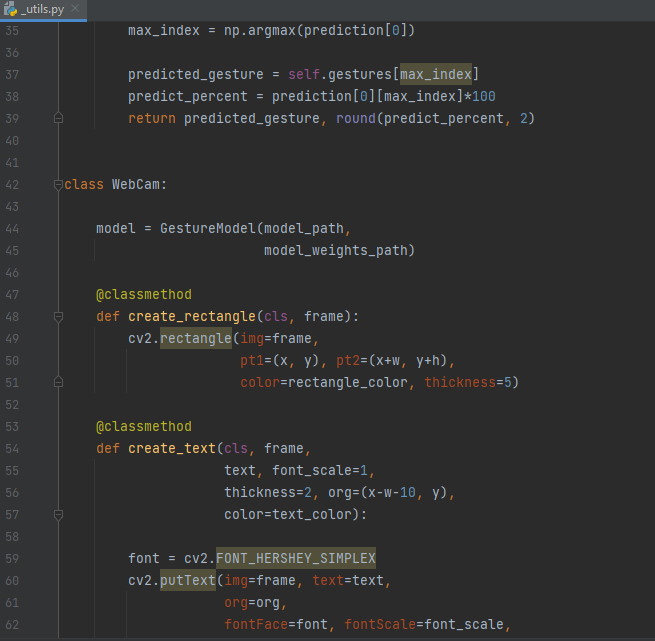 _utils.py
35 max_index = np.argmax(prediction[0])
36
37 predicted_gesture = self.gestures[max_index]
38 predict_percent = prediction[0][max_index]*100
39 return predicted_gesture, round(predict_percent, 2)
40
41
42 class WebCam:
43
44 model = GestureModel(model_path,
45 model_weights_path)
46
47 @classmethod
48 def create_rectangle(cls, frame):
49 cv2.rectangle(img=frame,
50 pt1=(x, y), pt2=(x+w, y+h),
51 color=rectangle_color, thickness=5)
52
53 @classmethod
54 def create_text(cls, frame,
55 text, font_scale=1,
56 thickness=2, org=(x-w-10, y),
57 color=text_color):
58
59 font = cv2.FONT_HERSHEY_SIMPLEX
60 cv2.putText(img=frame, text=text,
61 org=org,
62 fontFace=font, fontScale=font_scale,